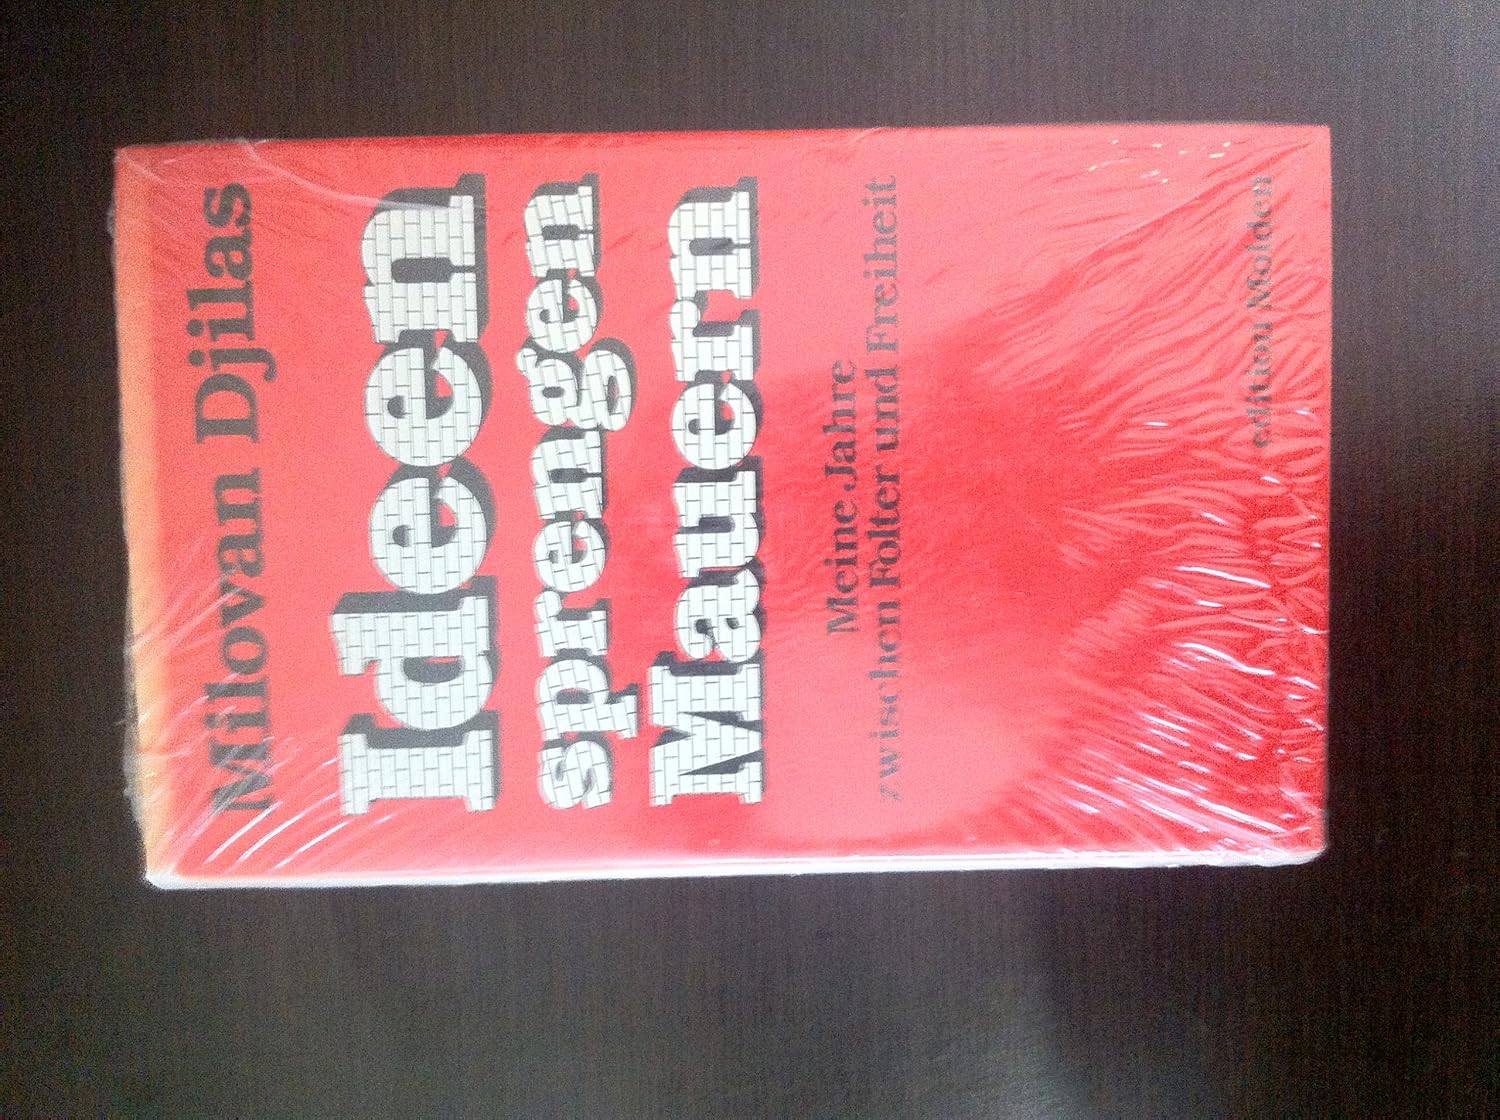 Milovan Djilas
Ideen
sprengen
Mauern
Meine Jahre
zwischen Folter und Freiheit
edition Molden